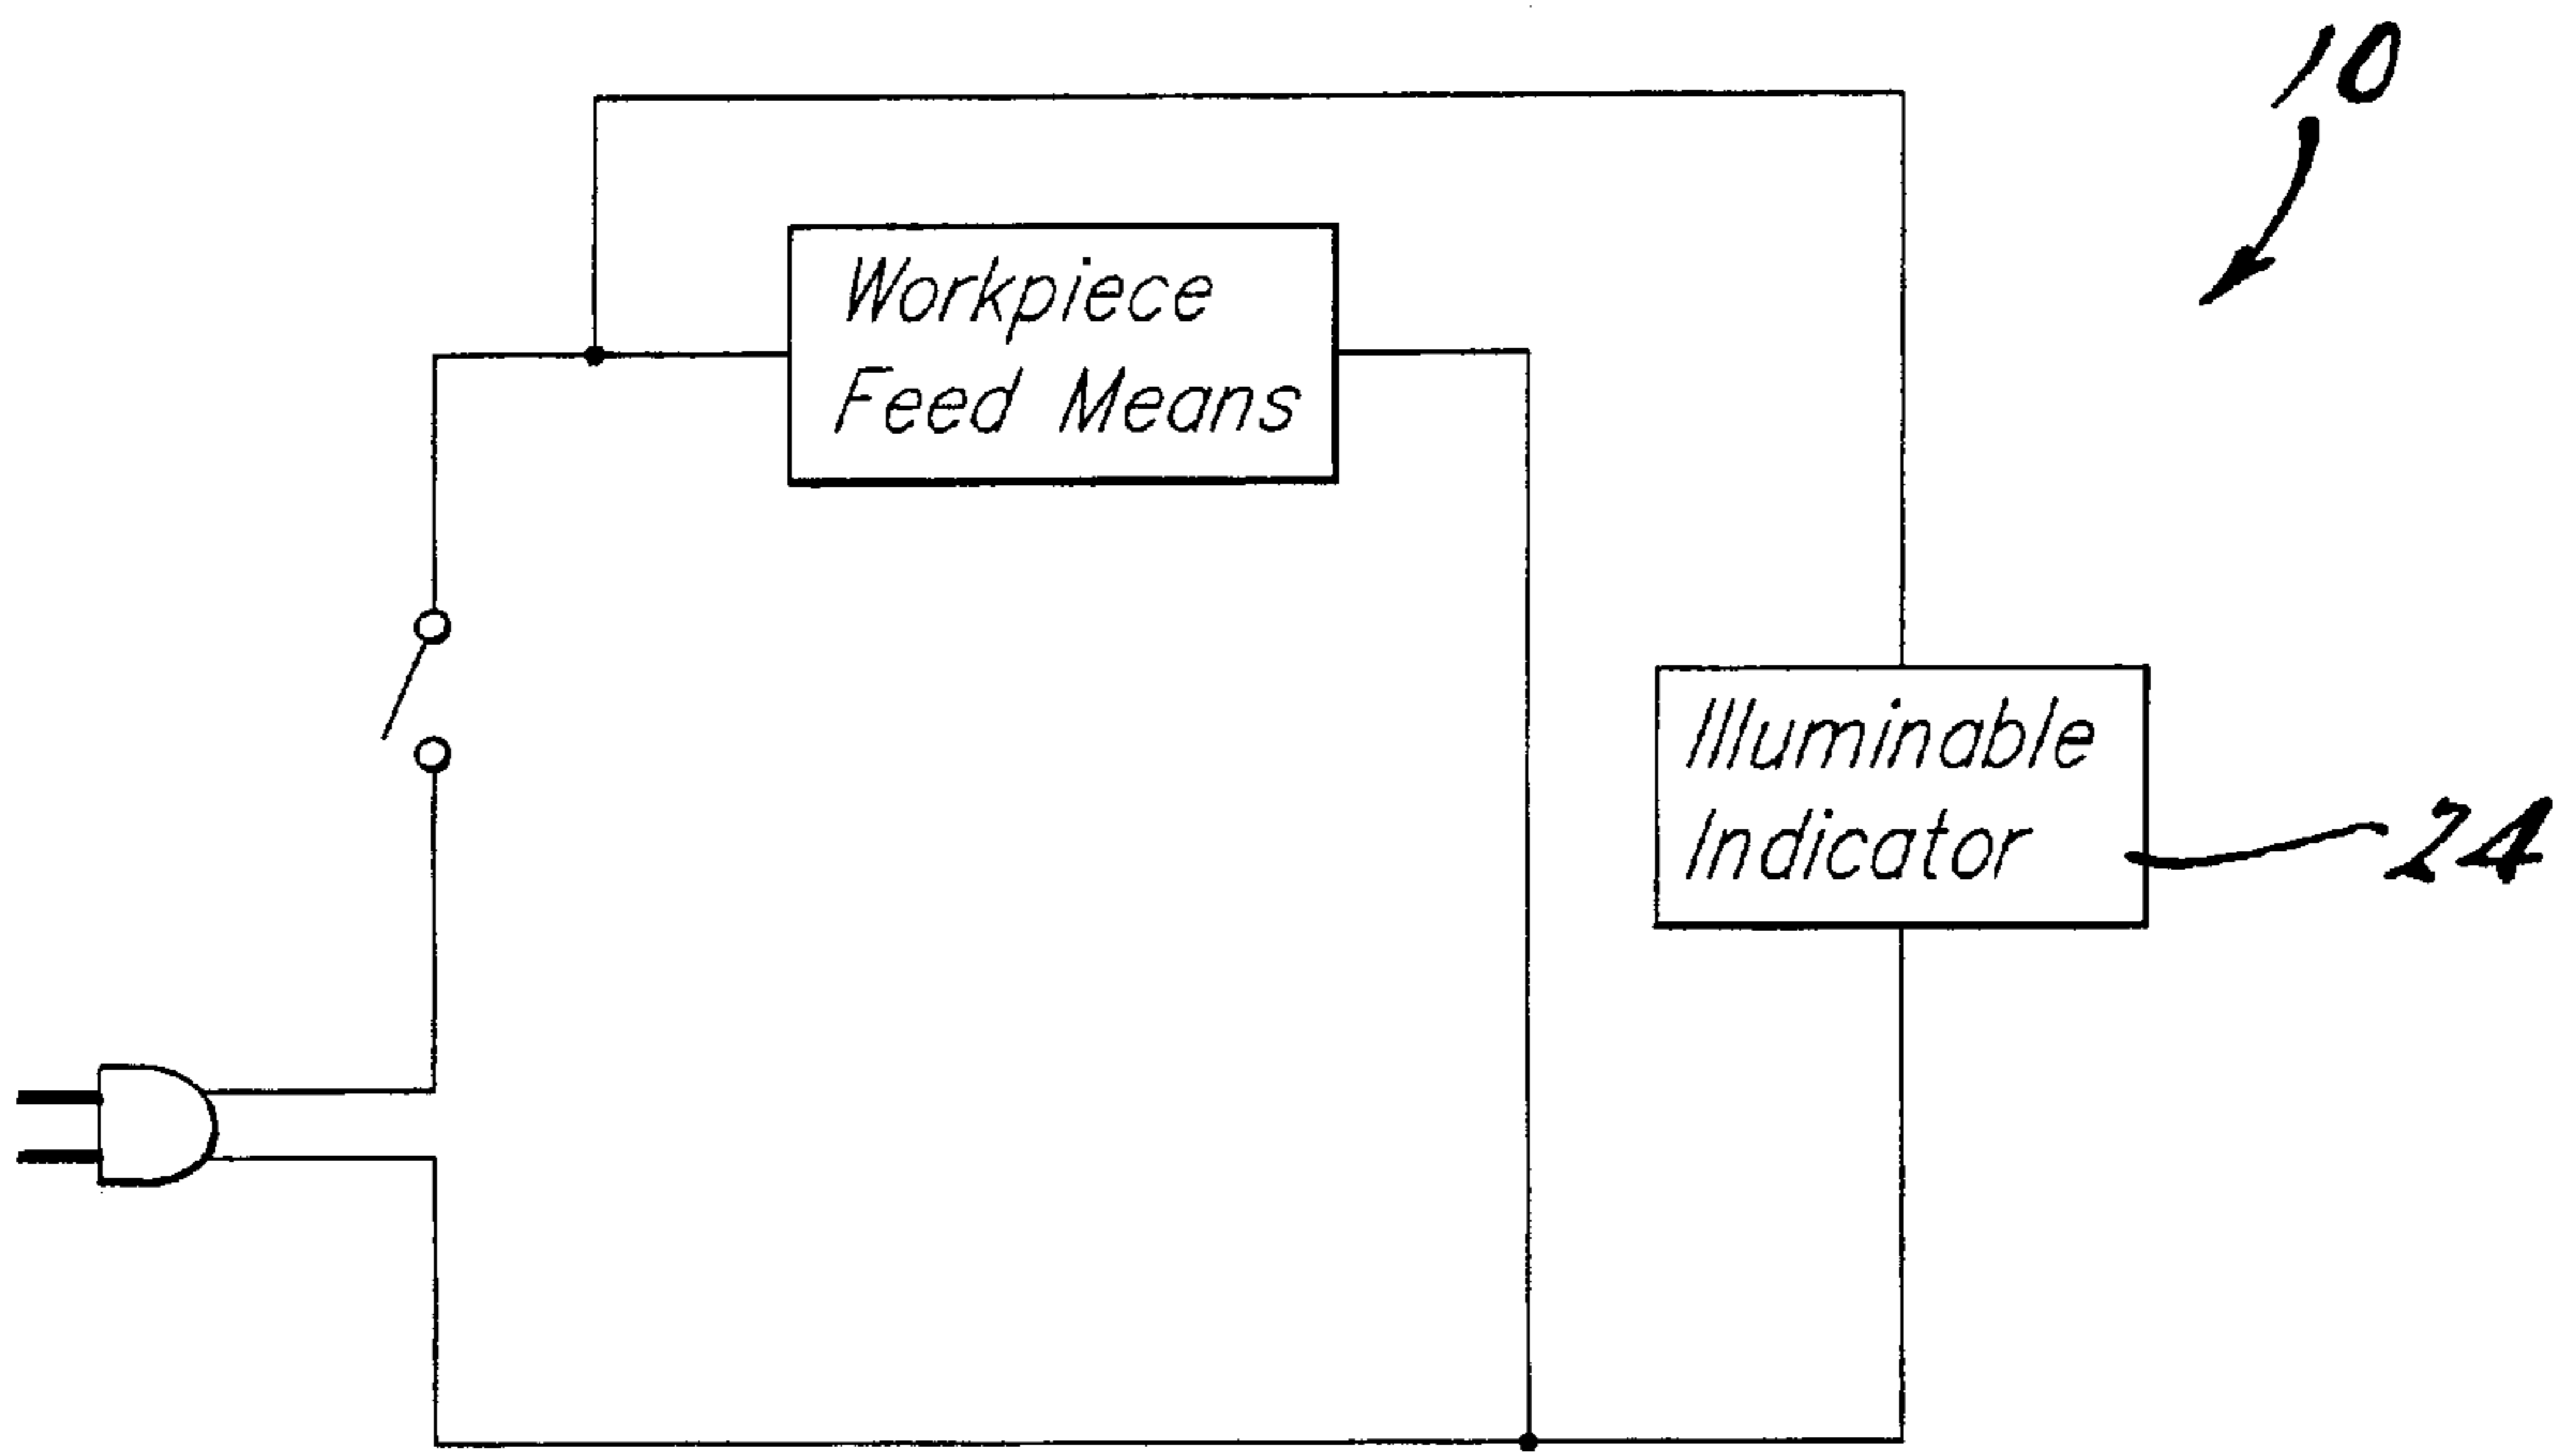 10
Workpiece
Feed Means
Illuminable
Indicator
24